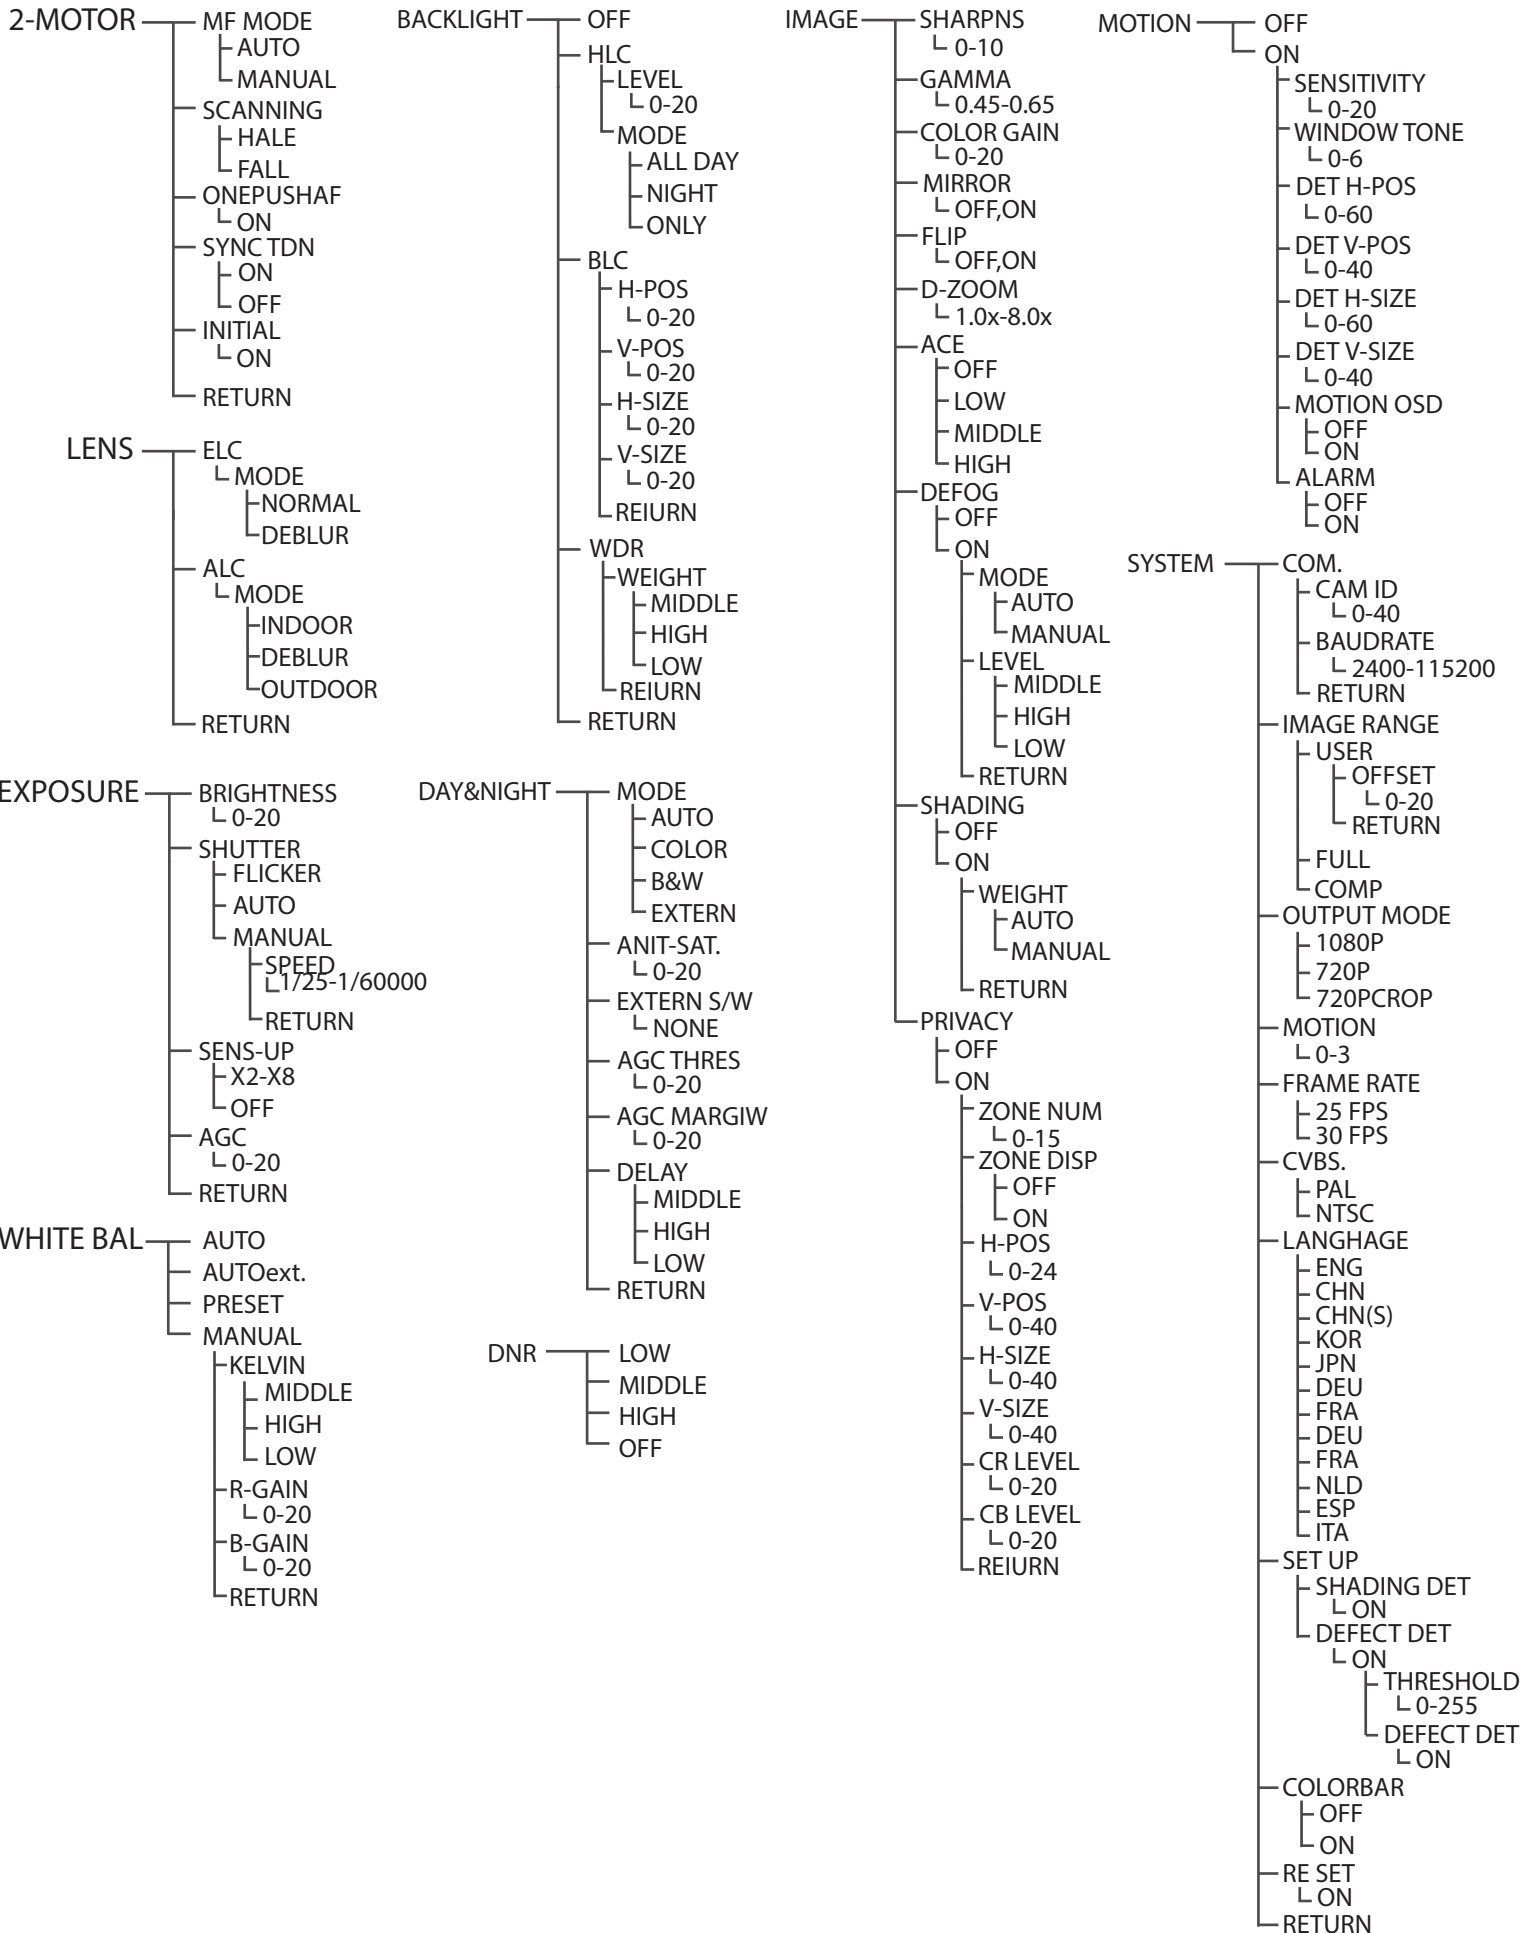 2-MOTOR
MF MODE
AUTO
MANUAL
SCANNING
HALE
FALL
ONEPUSHAF
ON
SYNC TDN
ON
OFF
INITIAL
ON
RETURN
LENS
ELC
MODE
NORMAL
DEBLUR
ALC
MODE
INDOOR
DEBLUR
OUTDOOR
RETURN
EXPOSURE
BRIGHTNESS
0-20
SHUTTER
FLICKER
AUTO
MANUAL
SPEED
1/25-1/60000
RETURN
SENS-UP
X2-X8
OFF
AGC
0-20
RETURN
WHITE BAL
AUTO
AUTOext.
PRESET
MANUAL
KELVIN
MIDDLE
HIGH
LOW
R-GAIN
0-20
B-GAIN
0-20
RETURN
BACKLIGHT
OFF
HLC
LEVEL
0-20
MODE
ALL DAY
NIGHT
ONLY
BLC
H-POS
0-20
V-POS
0-20
H-SIZE
0-20
V-SIZE
0-20
REIURN
WDR
WEIGHT
MIDDLE
HIGH
LOW
REIURN
RETURN
DAY&NIGHT
MODE
AUTO
COLOR
B&W
EXTERN
ANIT-SAT.
0-20
EXTERN S/W
NONE
AGC THRES
0-20
AGC MARGIW
0-20
DELAY
MIDDLE
HIGH
LOW
RETURN
DNR
LOW
MIDDLE
HIGH
OFF
IMAGE
SHARPNS
0-10
GAMMA
0.45-0.65
COLOR GAIN
0-20
MIRROR
OFF,ON
FLIP
OFF,ON
D-ZOOM
1.0x-8.0x
ACE
OFF
LOW
MIDDLE
HIGH
DEFOG
OFF
ON
MODE
AUTO
MANUAL
LEVEL
MIDDLE
HIGH
LOW
RETURN
SHADING
OFF
ON
WEIGHT
AUTO
MANUAL
RETURN
PRIVACY
OFF
ON
ZONE NUM
0-15
ZONE DISP
OFF
ON
H-POS
0-24
V-POS
0-40
H-SIZE
0-40
V-SIZE
0-40
CR LEVEL
0-20
CB LEVEL
0-20
REIURN
MOTION
OFF
ON
SENSITIVITY
0-20
WINDOW TONE
0-6
DET H-POS
0-60
DET V-POS
0-40
DET H-SIZE
0-60
DET V-SIZE
0-40
MOTION OSD
OFF
ON
ALARM
OFF
ON
SYSTEM
COM.
CAM ID
0-40
BAUDRATE
2400-115200
RETURN
IMAGE RANGE
USER
OFFSET
0-20
RETURN
FULL
COMP
OUTPUT MODE
1080P
720P
720PCROP
MOTION
0-3
FRAME RATE
25 FPS
30 FPS
CVBS.
PAL
NTSC
LANGHAGE
ENG
CHN
CHN(S)
KOR
JPN
DEU
FRA
DEU
FRA
NLD
ESP
ITA
SET UP
SHADING DET
ON
DEFECT DET
ON
THRESHOLD
0-255
DEFECT DET
ON
COLORBAR
OFF
ON
RE SET
ON
RETURN